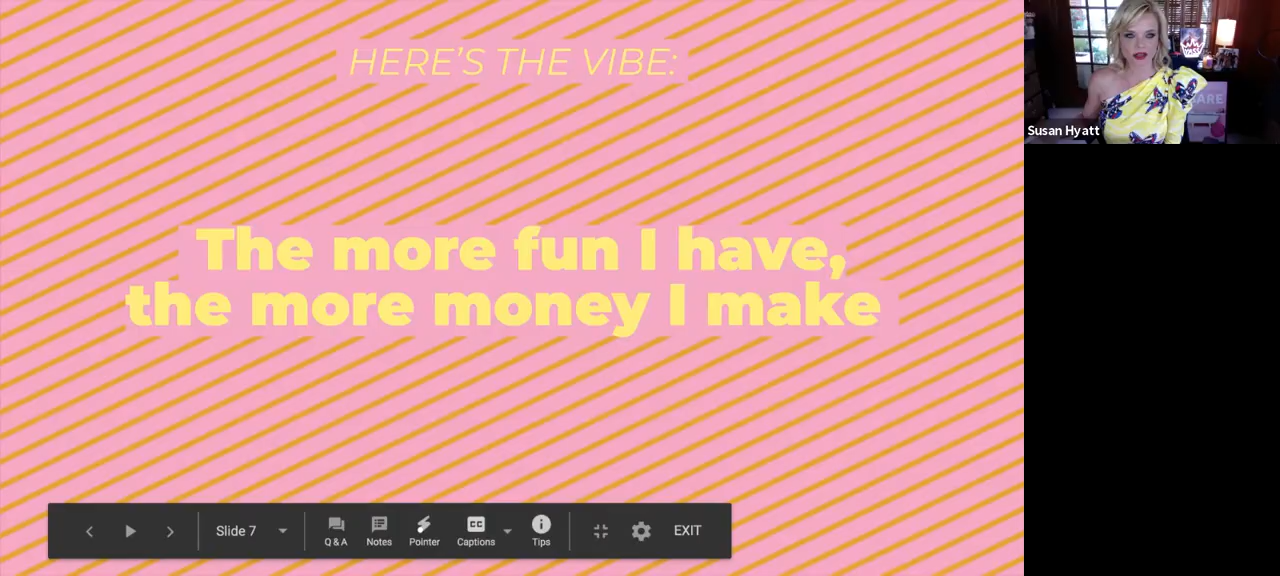 HERE'S THE VIBE:
The more fun I have,
the more money I make
Susan Hyatt
Slide 7
Q & A
Notes
Pointer
CC
Captions
Tips
EXIT